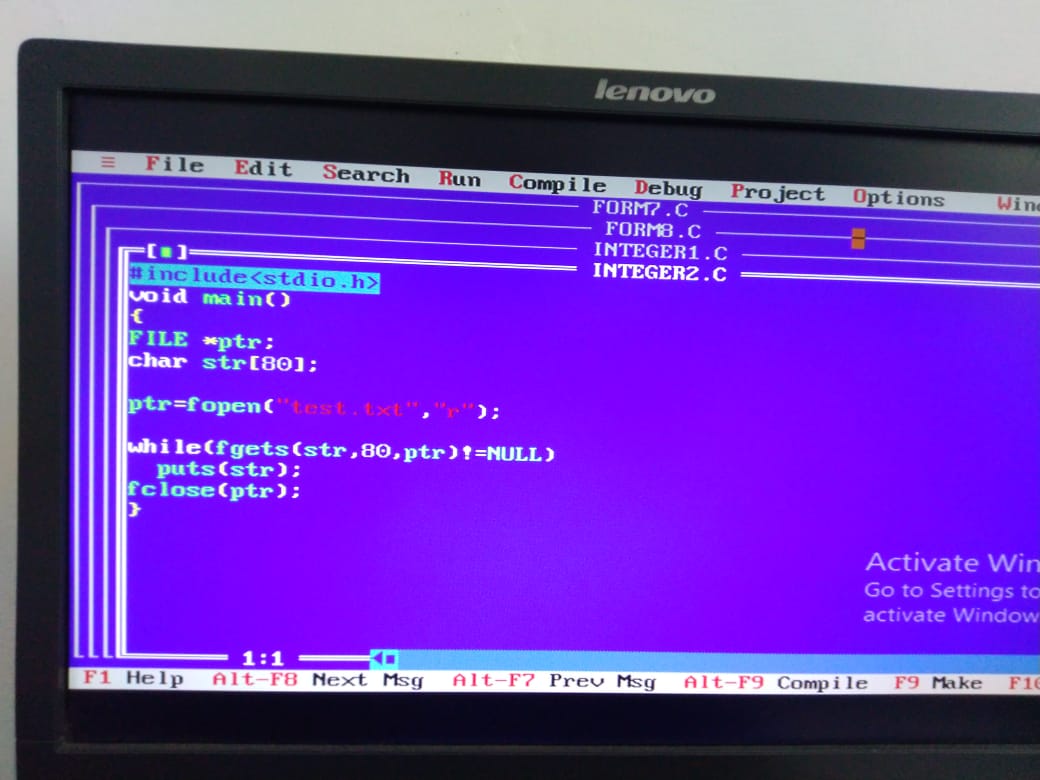 lenovo
≡ File Edit Search Run Compile Debug Project Options
FORM7.C
FORM8.C
INTEGER1.C
INTEGER2.C
#include<stdio.h>
void main()
{
FILE *ptr;
char str[80];
ptr=fopen("test.txt","r");
while(fgets(str,80,ptr)!=NULL)
puts(str);
fclose(ptr);
}
Activate Win
Go to Settings to
activate Window
1:1
F1 Help Alt-F8 Next Msg Alt-F7 Prev Msg Alt-F9 Compile F9 Make F10